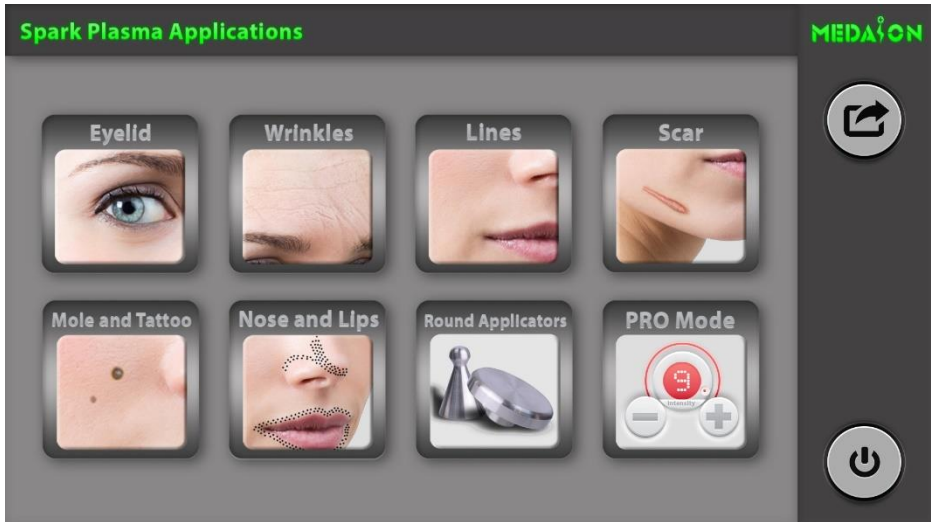 Spark Plasma Applications
MEDAION
Eyelid
Wrinkles
Lines
Scar
Mole and Tattoo
Nose and Lips
Round Applicators
PRO Mode
9
Intensity